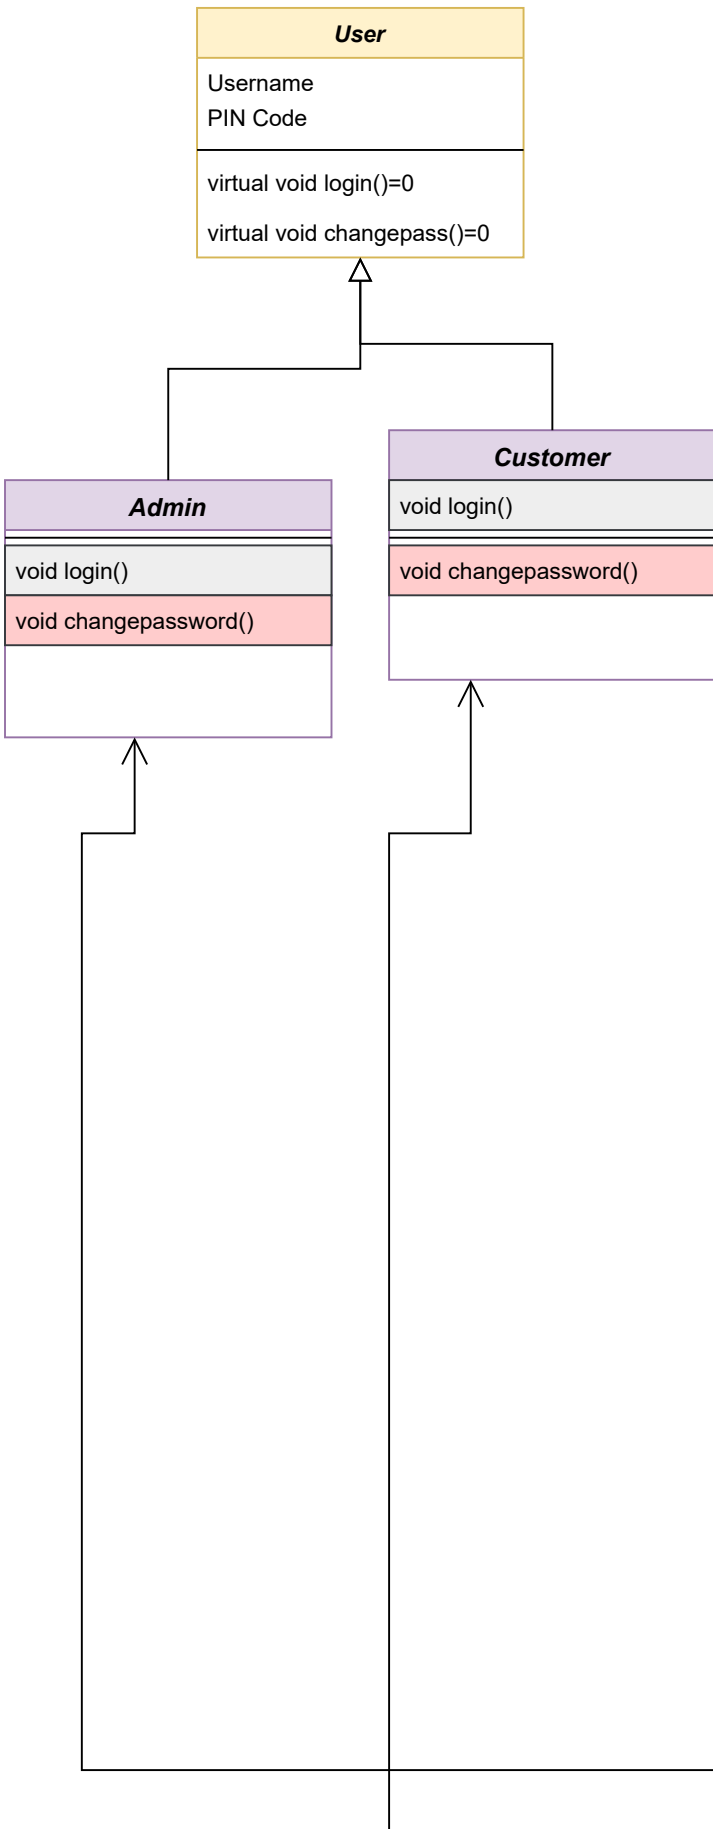 User
Username
PIN Code
virtual void login()=0
virtual void changepass()=0
Customer
void login()
void changepassword()
Admin
void login()
void changepassword()